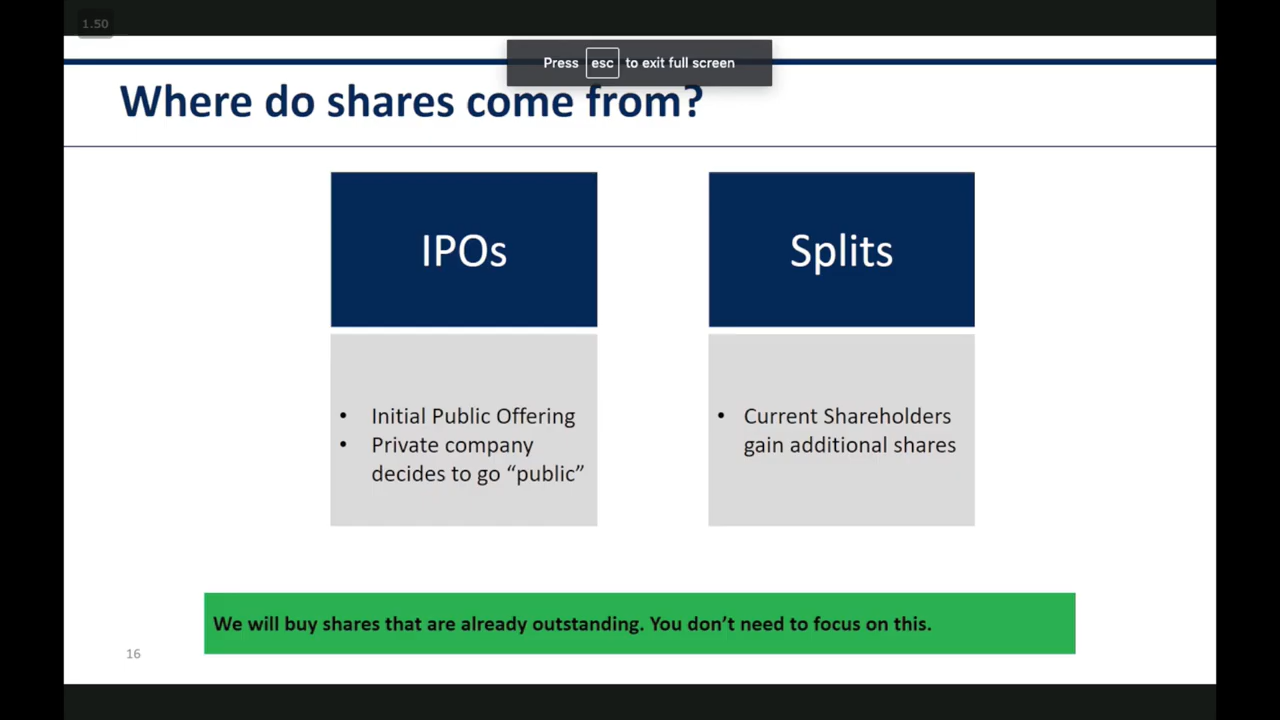 1.50
Press esc to exit full screen
Where do shares come from?
IPOs
• Initial Public Offering
• Private company
decides to go “public”
Splits
• Current Shareholders
gain additional shares
We will buy shares that are already outstanding. You don’t need to focus on this.
16